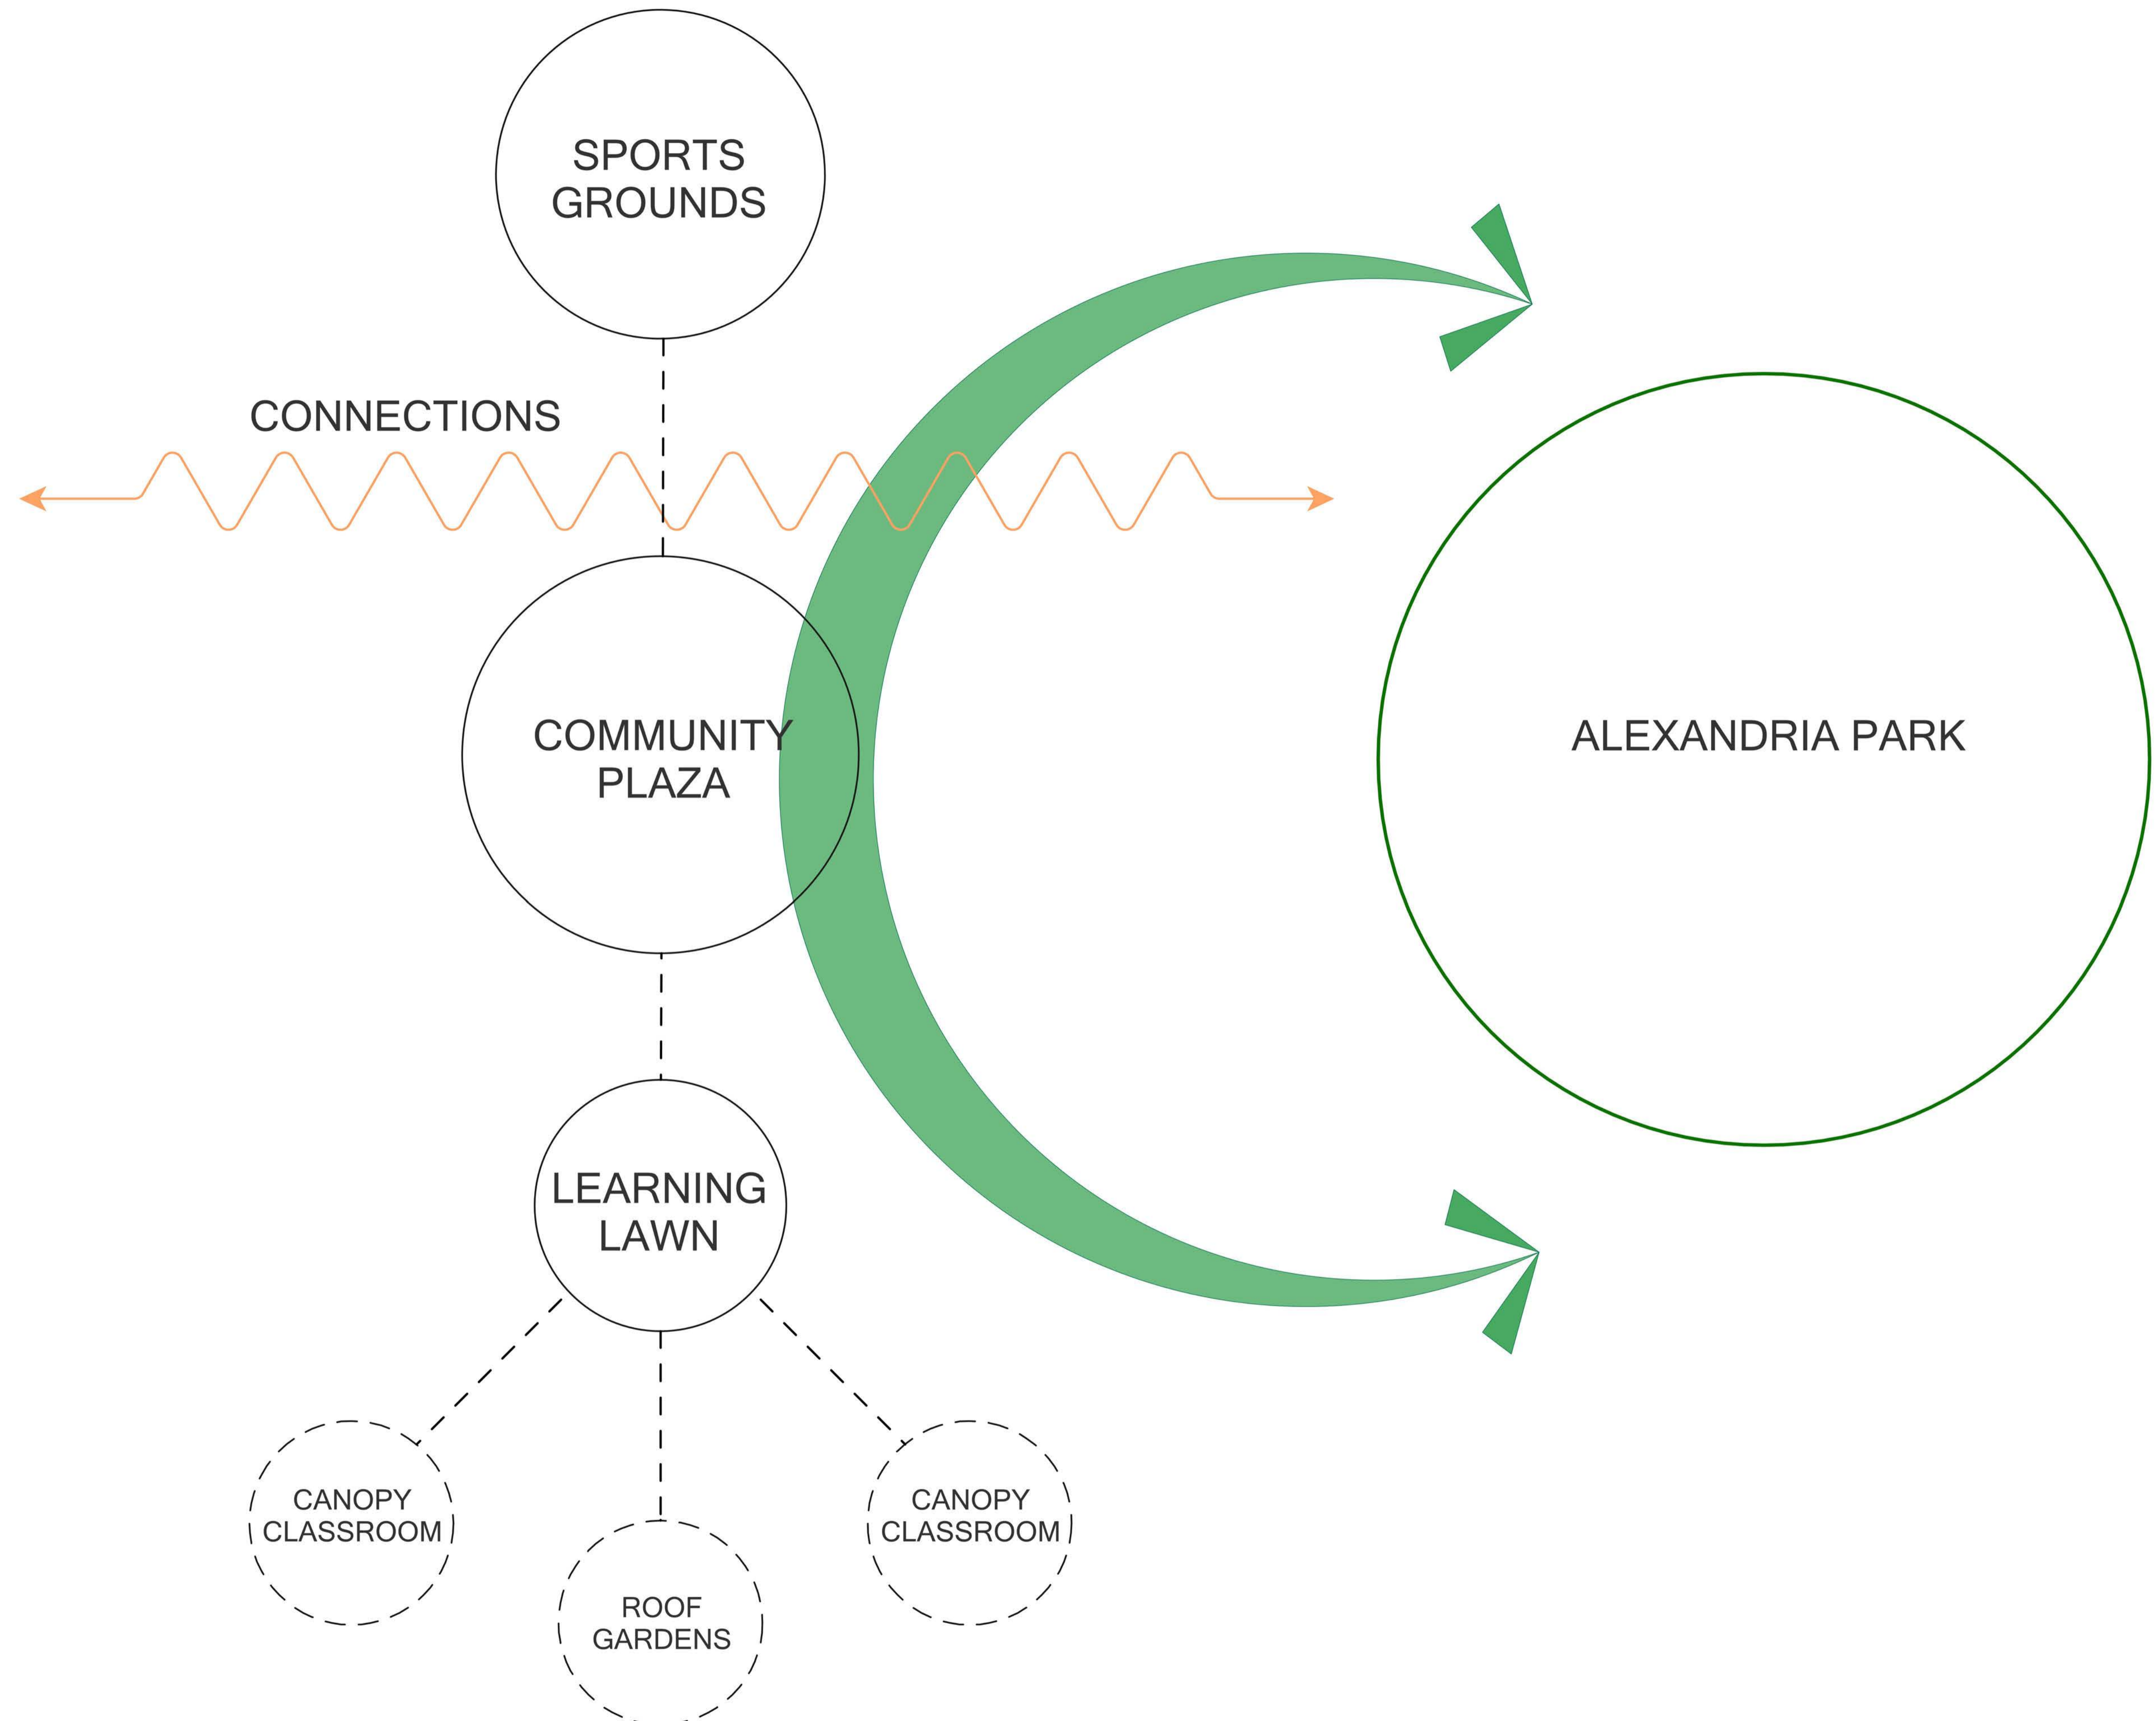 SPORTS
GROUNDS
CONNECTIONS
COMMUNITY
PLAZA
ALEXANDRIA PARK
LEARNING
LAWN
CANOPY
CLASSROOM
CANOPY
CLASSROOM
ROOF
GARDENS